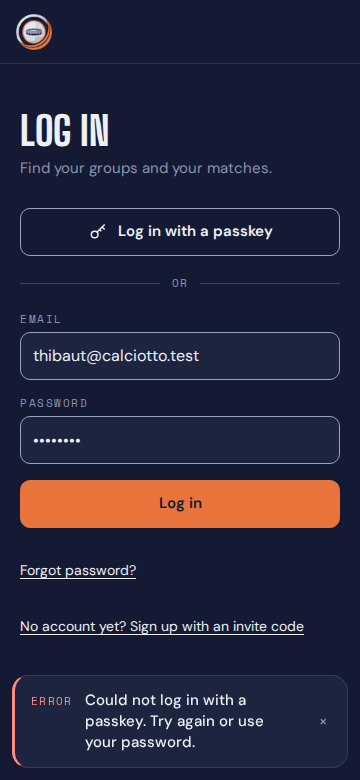 LOG IN
Find your groups and your matches.
Log in with a passkey
OR
EMAIL
thibaut@calciotto.test
PASSWORD
••••••••
Log in
Forgot password?
No account yet? Sign up with an invite code
ERROR
Could not log in with a
passkey. Try again or use
your password.
×